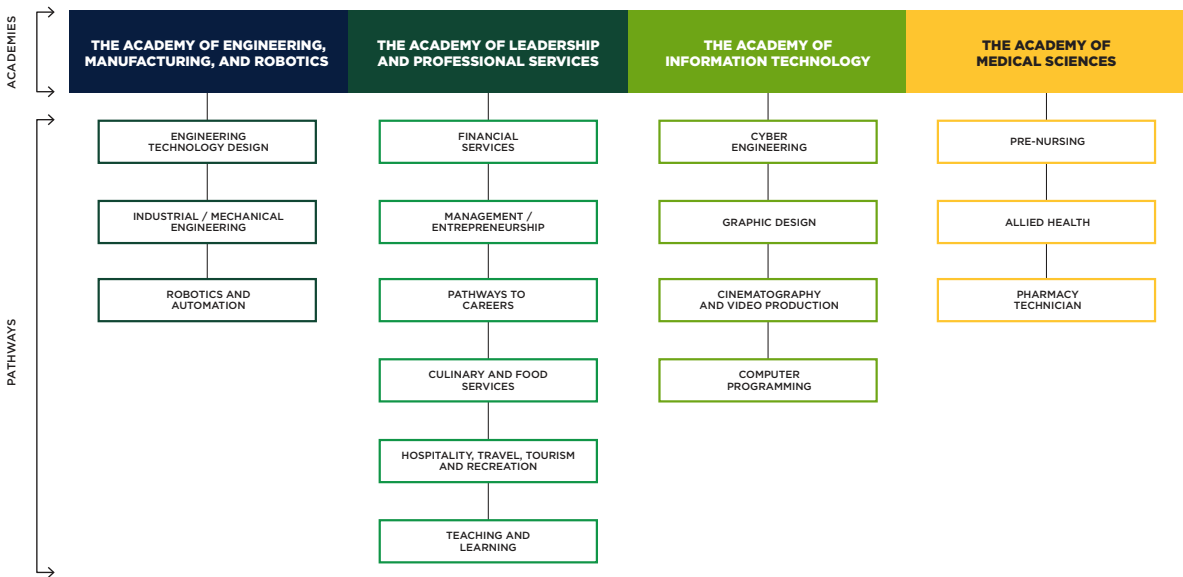 ACADEMIES
THE ACADEMY OF ENGINEERING,
MANUFACTURING, AND ROBOTICS
THE ACADEMY OF LEADERSHIP
AND PROFESSIONAL SERVICES
THE ACADEMY OF
INFORMATION TECHNOLOGY
THE ACADEMY OF
MEDICAL SCIENCES
PATHWAYS
ENGINEERING
TECHNOLOGY DESIGN
INDUSTRIAL / MECHANICAL
ENGINEERING
ROBOTICS AND
AUTOMATION
FINANCIAL
SERVICES
MANAGEMENT /
ENTREPRENEURSHIP
PATHWAYS TO
CAREERS
CULINARY AND FOOD
SERVICES
HOSPITALITY, TRAVEL, TOURISM
AND RECREATION
TEACHING AND
LEARNING
CYBER
ENGINEERING
GRAPHIC DESIGN
CINEMATOGRAPHY
AND VIDEO PRODUCTION
COMPUTER
PROGRAMMING
PRE-NURSING
ALLIED HEALTH
PHARMACY
TECHNICIAN